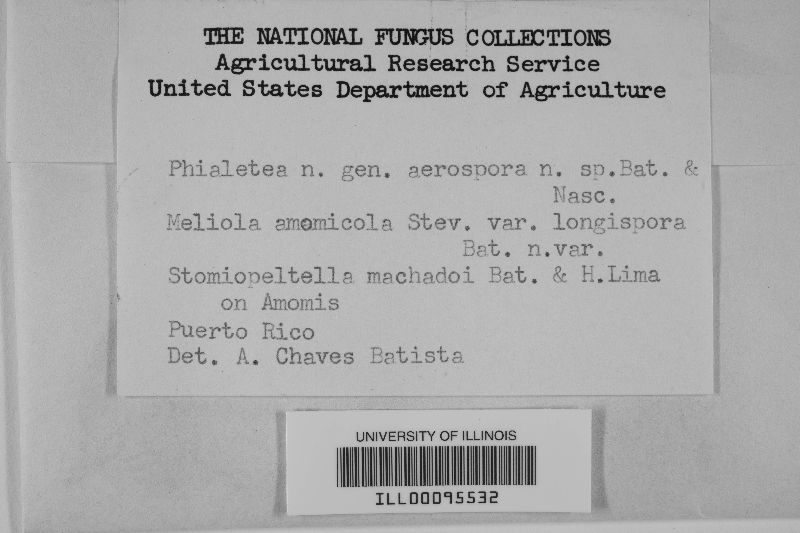 THE NATIONAL FUNGUS COLLECTIONS
Agricultural Research Service
United States Department of Agriculture
Phialetea n. gen. aerospora n. sp.Bat. &
Nasc.
Meliola amomicola Stev. var. longispora
Bat. n.var.
Stomiopeltella machadoi Bat. & H.Lima
on Amomis
Puerto Rico
Det. A. Chaves Batista
UNIVERSITY OF ILLINOIS
ILL00095532